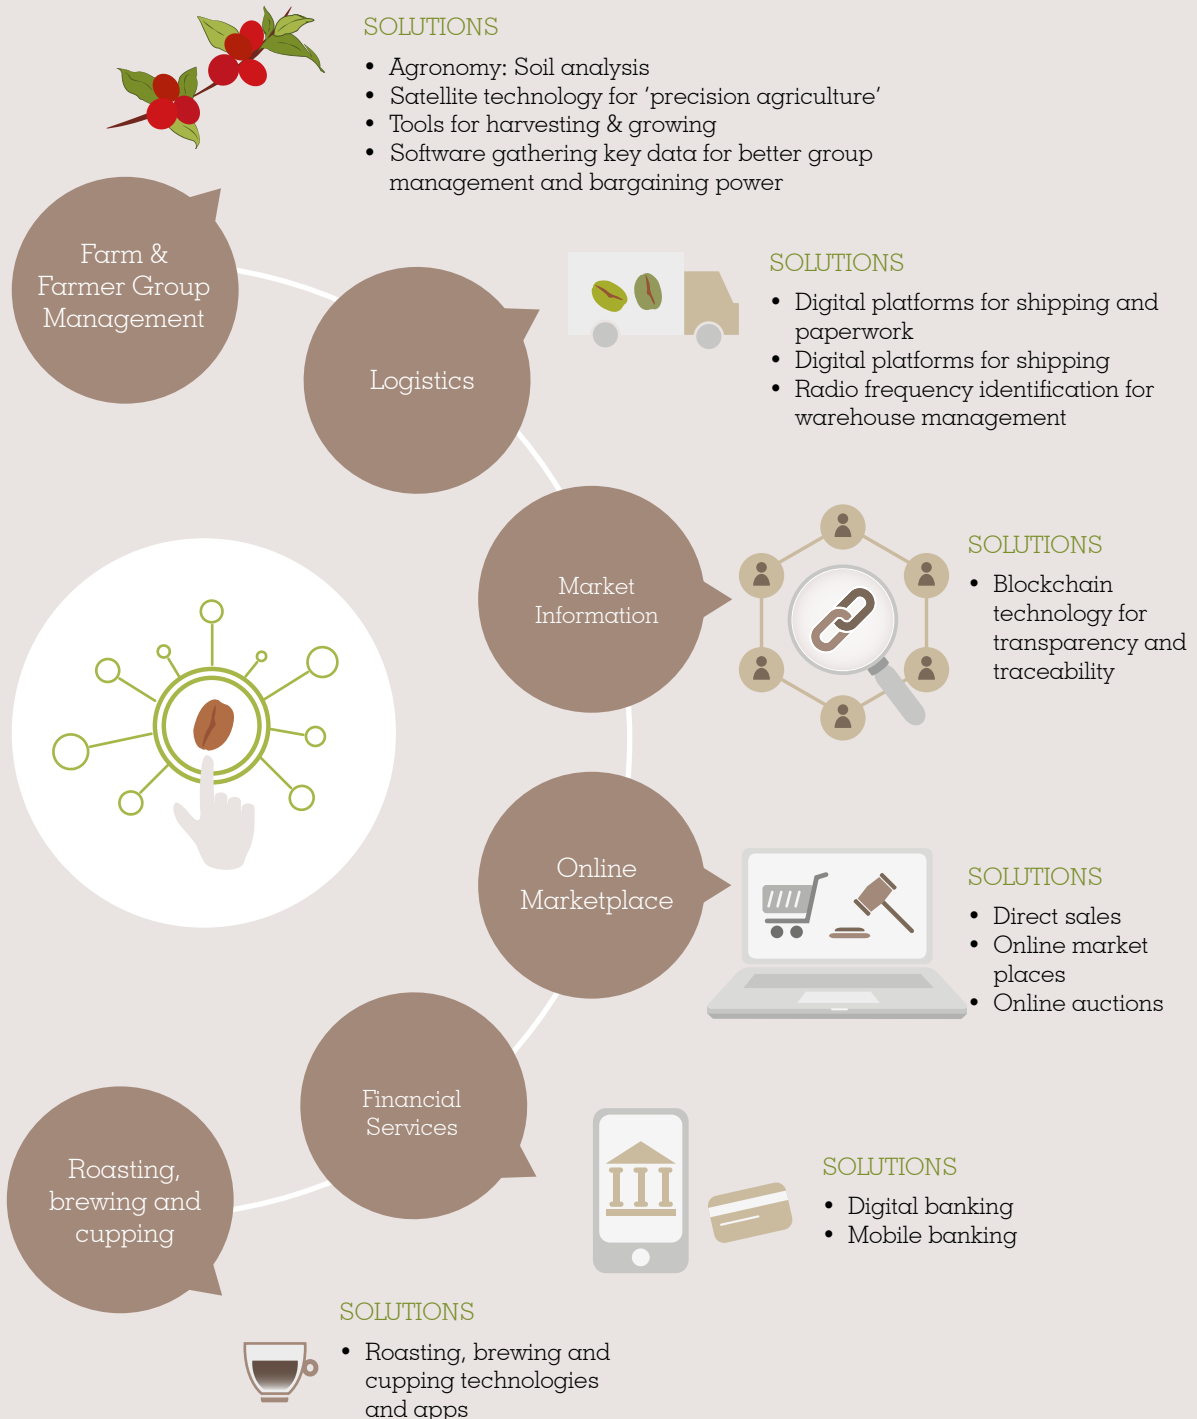 SOLUTIONS
• Agronomy: Soil analysis
• Satellite technology for 'precision agriculture'
• Tools for harvesting & growing
• Software gathering key data for better group
management and bargaining power
Farm &
Farmer Group
Management
SOLUTIONS
• Digital platforms for shipping and
paperwork
• Digital platforms for shipping
• Radio frequency identification for
warehouse management
Logistics
SOLUTIONS
• Blockchain
technology for
transparency and
traceability
Market
Information
Online
Marketplace
SOLUTIONS
• Direct sales
• Online market
places
• Online auctions
Financial
Services
SOLUTIONS
• Digital banking
• Mobile banking
Roasting,
brewing and
cupping
SOLUTIONS
• Roasting, brewing and
cupping technologies
and apps